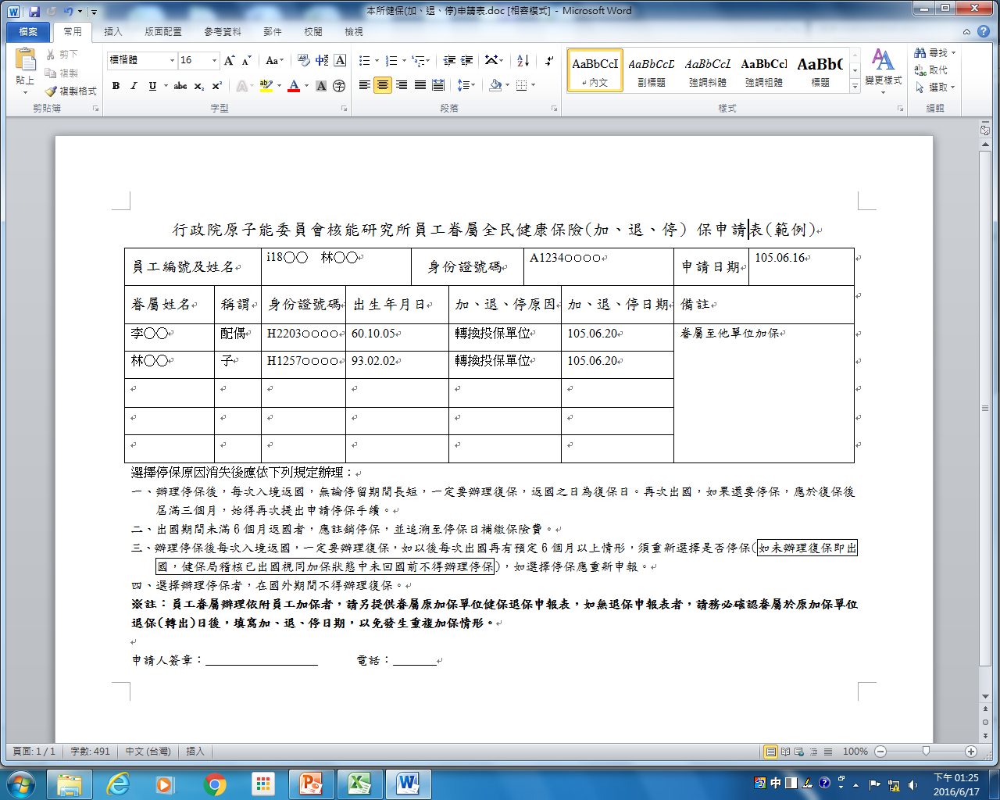 本所健保(加、退、停)申請表.doc [相容模式] - Microsoft Word
檔案 常用 插入 版面配置 參考資料 郵件 校閱 檢視
貼上 剪下 複製 複製格式 剪貼簿
標楷體 16 字型
段落
AaBbCcI AaBbCcD AaBbCcL AaBbCcI AaBbC
內文 副標題 強調斜體 強調粗體 標題 變更樣式
樣式
尋找 取代 選取 編輯
行政院原子能委員會核能研究所員工眷屬全民健康保險(加、退、停) 保申請表(範例)
員工編號及姓名 i18○○ 林○○ 身份證號碼 A1234○○○○ 申請日期 105.06.16
眷屬姓名 稱謂 身份證號碼 出生年月日 加、退、停原因 加、退、停日期 備註
李○○ 配偶 H2203○○○○ 60.10.05 轉換投保單位 105.06.20 眷屬至他單位加保
林○○ 子 H1257○○○○ 93.02.02 轉換投保單位 105.06.20
選擇停保原因消失後應依下列規定辦理：
一、辦理停保後，每次入境返國，無論停留期間長短，一定要辦理復保，返國之日為復保日。再次出國，如果還要停保，應於復保後
屆滿三個月，始得再次提出申請停保手續。
二、出國期間未滿 6 個月返國者，應註銷停保，並追溯至停保日補繳保險費。
三、辦理停保後每次入境返國，一定要辦理復保，如以後每次出國再有預定 6 個月以上情形，須重新選擇是否停保(如未辦理復保即出
國，健保局稽核已出國視同加保狀態中未回國前不得辦理停保)，如選擇停保應重新申報。
四、選擇辦理停保者，在國外期間不得辦理復保。
※註：員工眷屬辦理依附員工加保者，請另提供眷屬原加保單位健保退保申報表，如無退保申報表者，請務必確認眷屬於原加保單位
退保(轉出)日後，填寫加、退、停日期，以免發生重複加保情形。
申請人簽章：__________________ 電話：_______
頁面: 1 / 1 字數: 491 中文 (台灣) 插入 100%
中 下午 01:25
2016/6/17